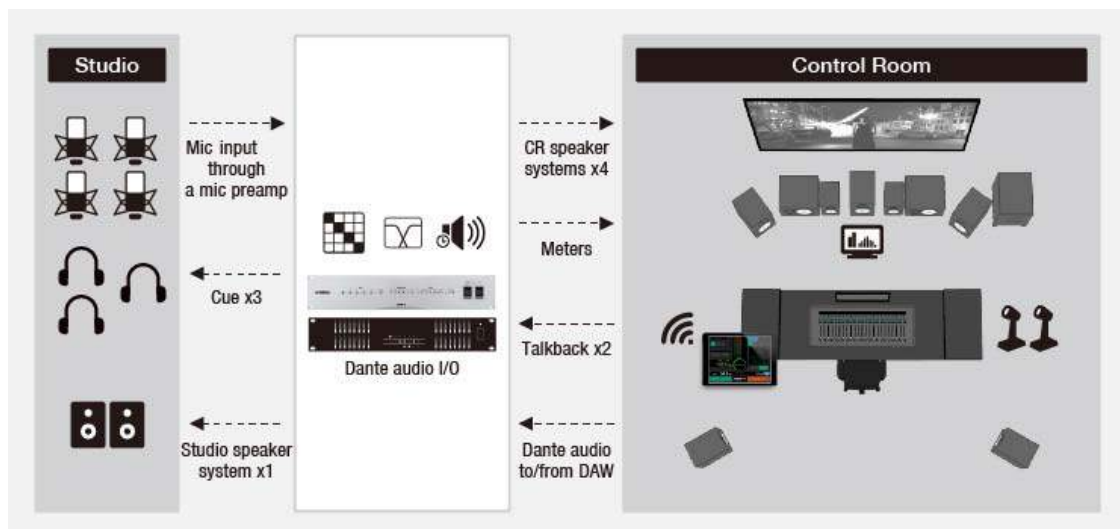 Studio
Control Room
Mic input
through
a mic preamp
CR speaker
systems x4
Meters
Cue x3
Talkback x2
Dante audio I/O
Studio speaker
system x1
Dante audio
to/from DAW